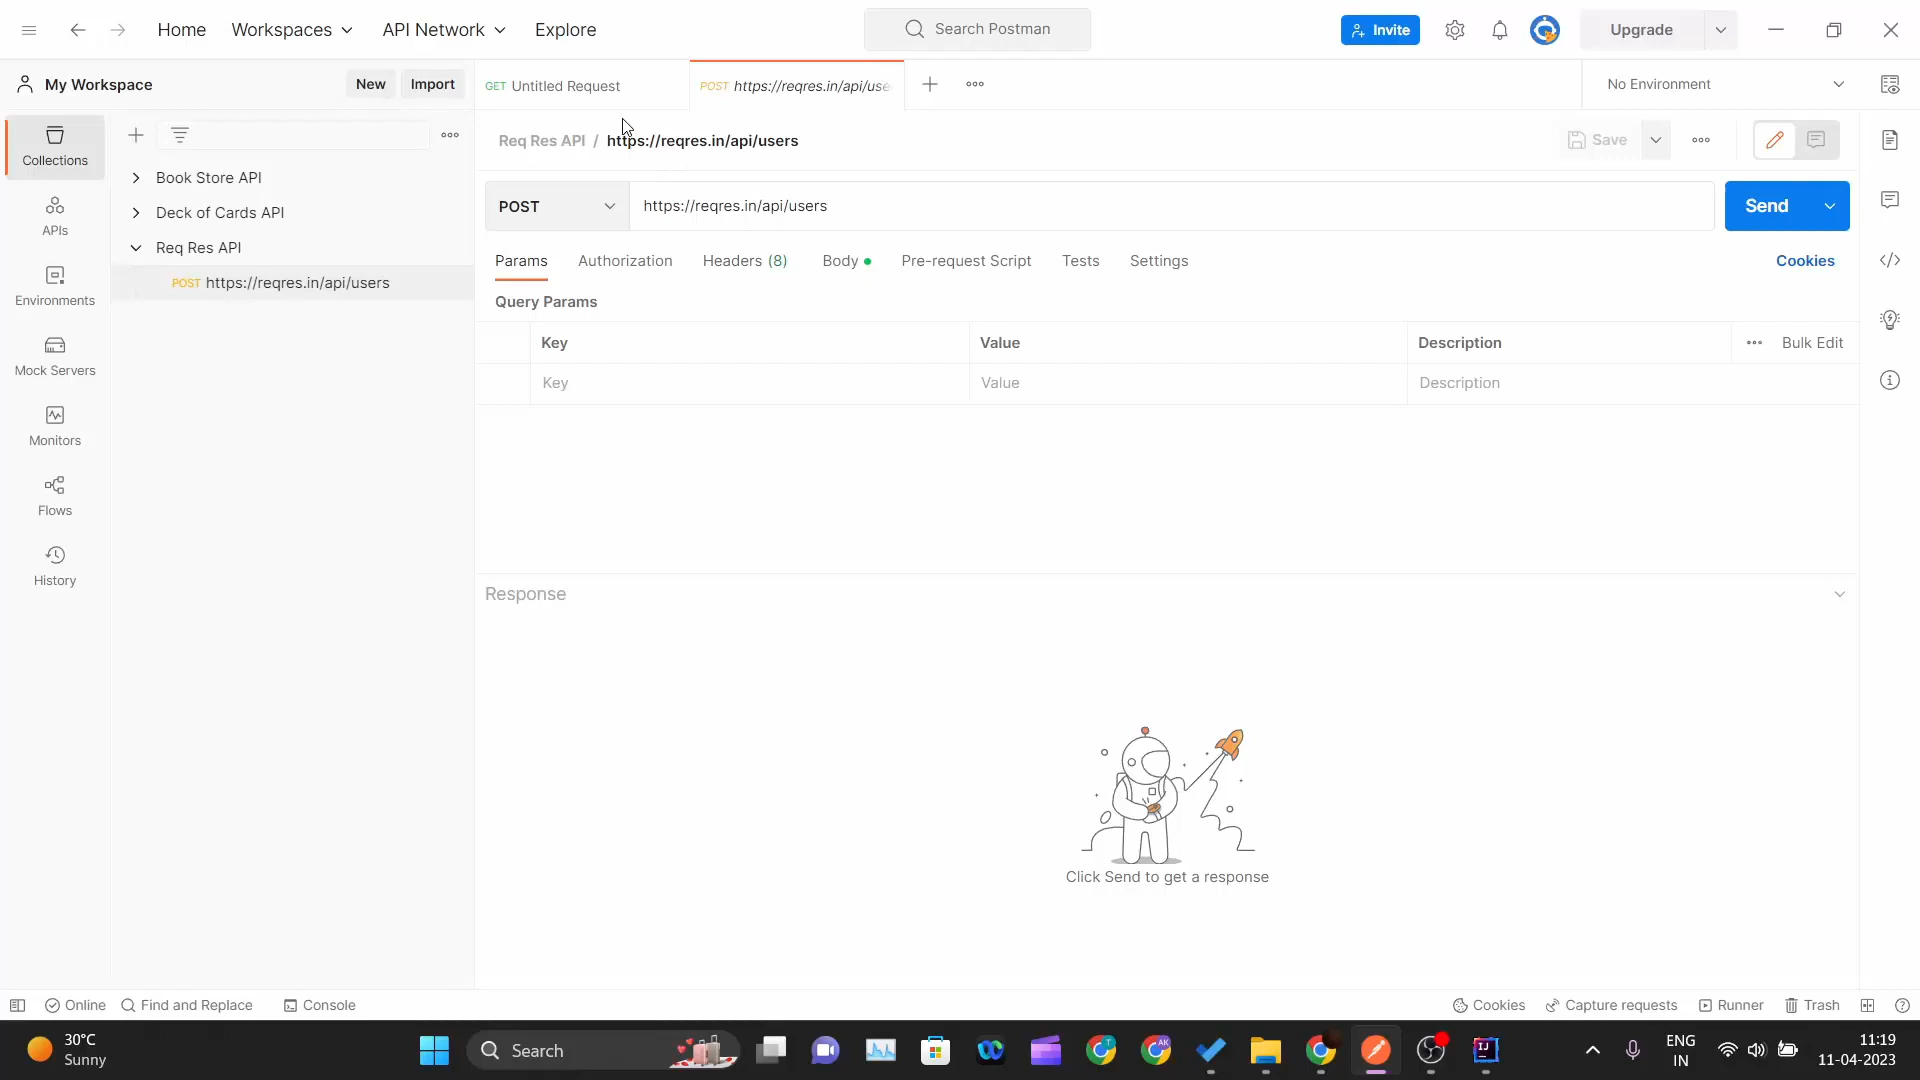 Home Workspaces API Network Explore Search Postman Invite Upgrade
My Workspace New Import GET Untitled Request POST https://reqres.in/api/use No Environment
Collections
APIs
Environments
Mock Servers
Monitors
Flows
History
Book Store API
Deck of Cards API
Req Res API
POST https://reqres.in/api/users
Req Res API / https://reqres.in/api/users Save
POST https://reqres.in/api/users Send
Params Authorization Headers (8) Body Pre-request Script Tests Settings Cookies
Query Params
Key Value Description Bulk Edit
Key Value Description
Response
Click Send to get a response
Online Find and Replace Console Cookies Capture requests Runner Trash
30°C
Sunny
Search
T
AK
IJ
ENG
IN
11:19
11-04-2023